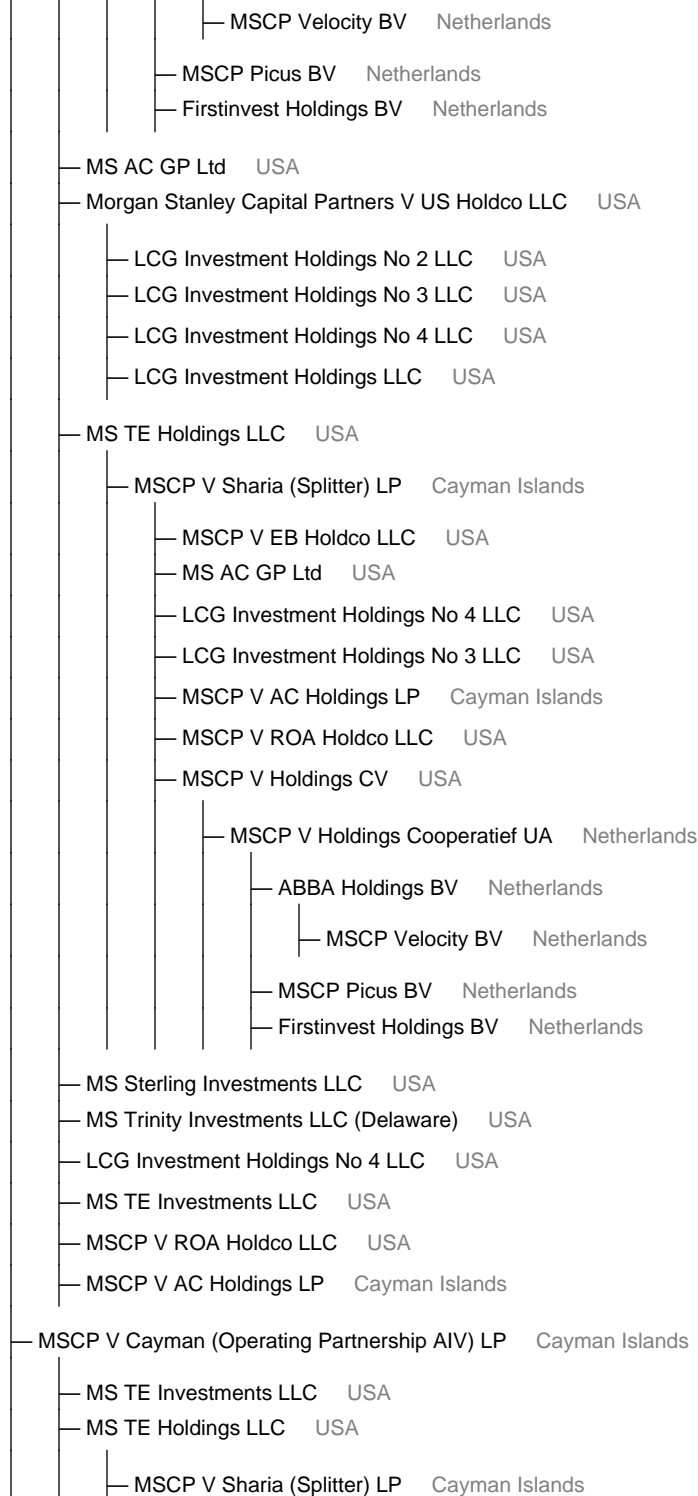 MSCP Velocity BV Netherlands
MSCP Picus BV Netherlands
Firstinvest Holdings BV Netherlands
MS AC GP Ltd USA
Morgan Stanley Capital Partners V US Holdco LLC USA
LCG Investment Holdings No 2 LLC USA
LCG Investment Holdings No 3 LLC USA
LCG Investment Holdings No 4 LLC USA
LCG Investment Holdings LLC USA
MS TE Holdings LLC USA
MSCP V Sharia (Splitter) LP Cayman Islands
MSCP V EB Holdco LLC USA
MS AC GP Ltd USA
LCG Investment Holdings No 4 LLC USA
LCG Investment Holdings No 3 LLC USA
MSCP V AC Holdings LP Cayman Islands
MSCP V ROA Holdco LLC USA
MSCP V Holdings CV USA
MSCP V Holdings Cooperatief UA Netherlands
ABBA Holdings BV Netherlands
MSCP Velocity BV Netherlands
MSCP Picus BV Netherlands
Firstinvest Holdings BV Netherlands
MS Sterling Investments LLC USA
MS Trinity Investments LLC (Delaware) USA
LCG Investment Holdings No 4 LLC USA
MS TE Investments LLC USA
MSCP V ROA Holdco LLC USA
MSCP V AC Holdings LP Cayman Islands
MSCP V Cayman (Operating Partnership AIV) LP Cayman Islands
MS TE Investments LLC USA
MS TE Holdings LLC USA
MSCP V Sharia (Splitter) LP Cayman Islands